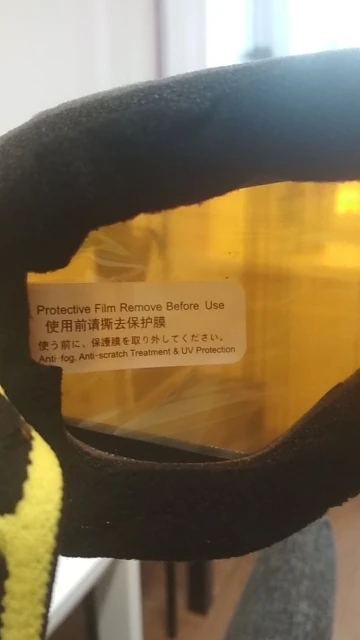 Protective Film Remove Before Use
使用前请撕去保护膜
使う前に、保護膜を取り外してください。
Anti-fog, Anti-scratch Treatment & UV Protection